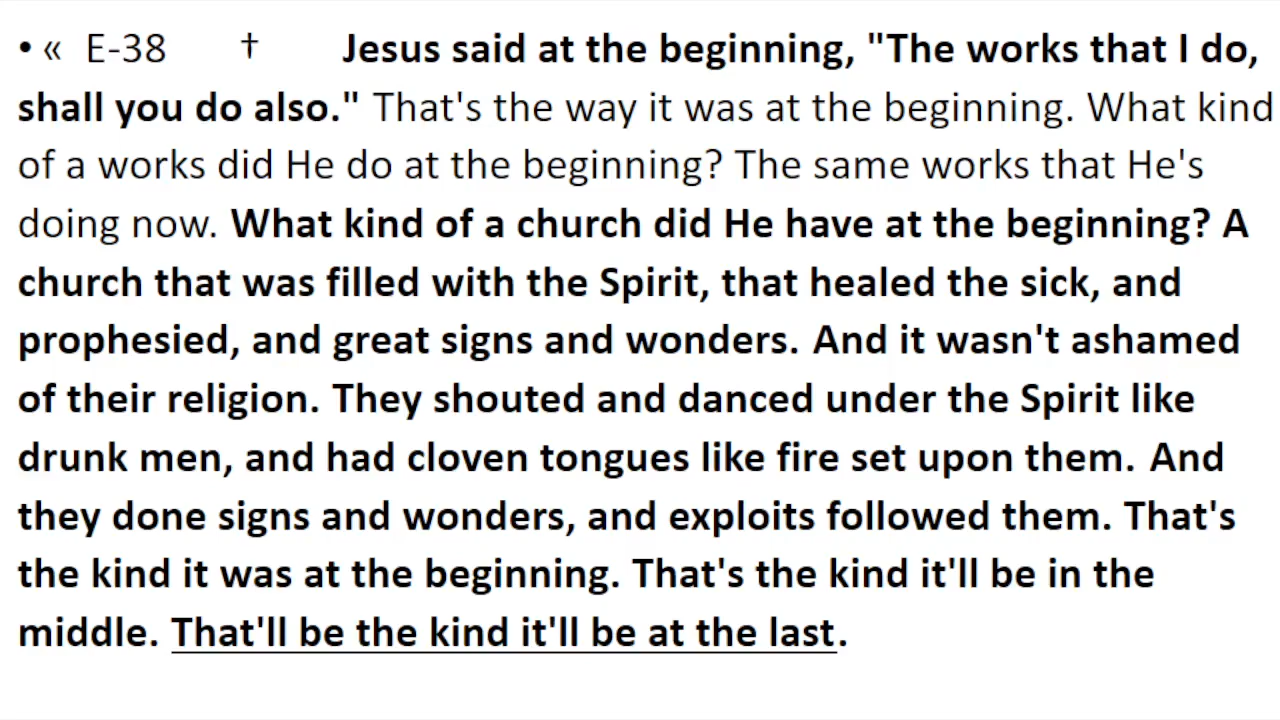 • « E-38 † Jesus said at the beginning, "The works that I do,
shall you do also." That's the way it was at the beginning. What kind
of a works did He do at the beginning? The same works that He's
doing now. What kind of a church did He have at the beginning? A
church that was filled with the Spirit, that healed the sick, and
prophesied, and great signs and wonders. And it wasn't ashamed
of their religion. They shouted and danced under the Spirit like
drunk men, and had cloven tongues like fire set upon them. And
they done signs and wonders, and exploits followed them. That's
the kind it was at the beginning. That's the kind it'll be in the
middle. That'll be the kind it'll be at the last.